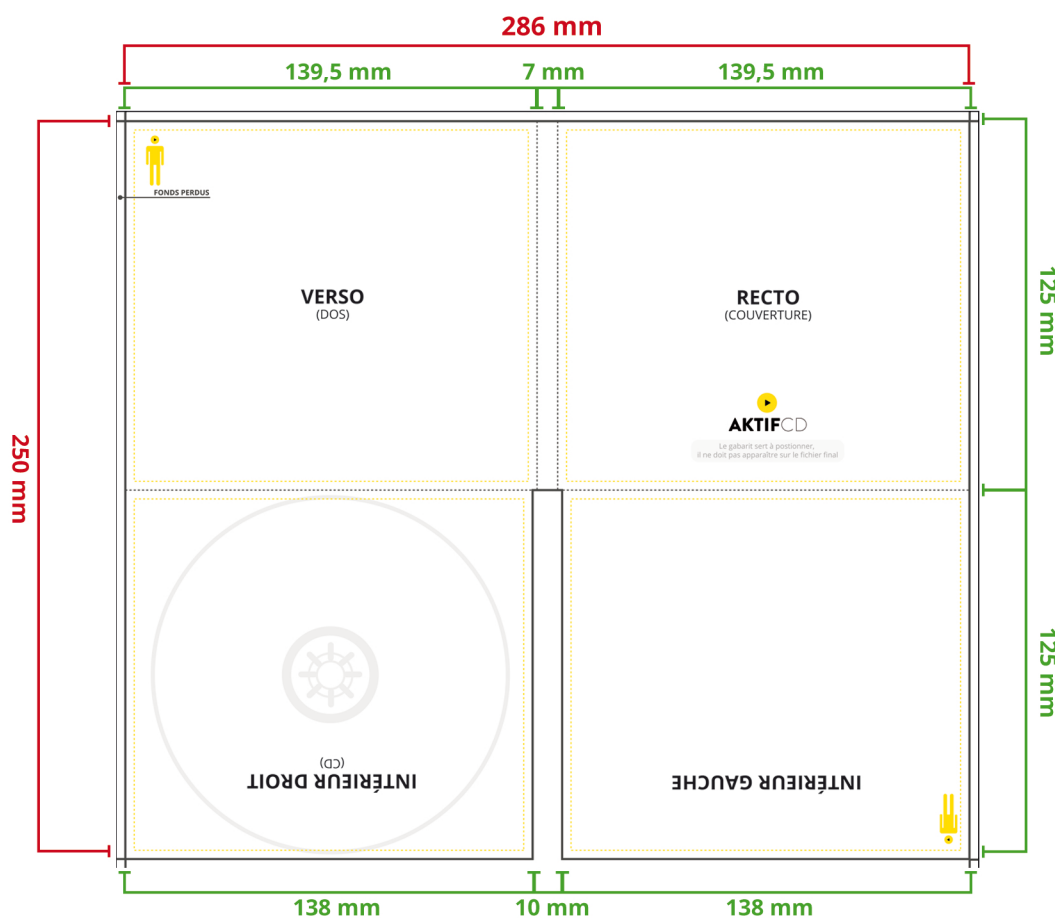 286 mm
139,5 mm
7 mm
139,5 mm
FONDS PERDUS
VERSO
(DOS)
RECTO
(COUVERTURE)
125 mm
AKTIFCD
Le gabarit sert à postionner,
il ne doit pas apparaître sur le fichier final
250 mm
125 mm
(CD)
INTÉRIEUR DROIT
INTÉRIEUR GAUCHE
138 mm
10 mm
138 mm